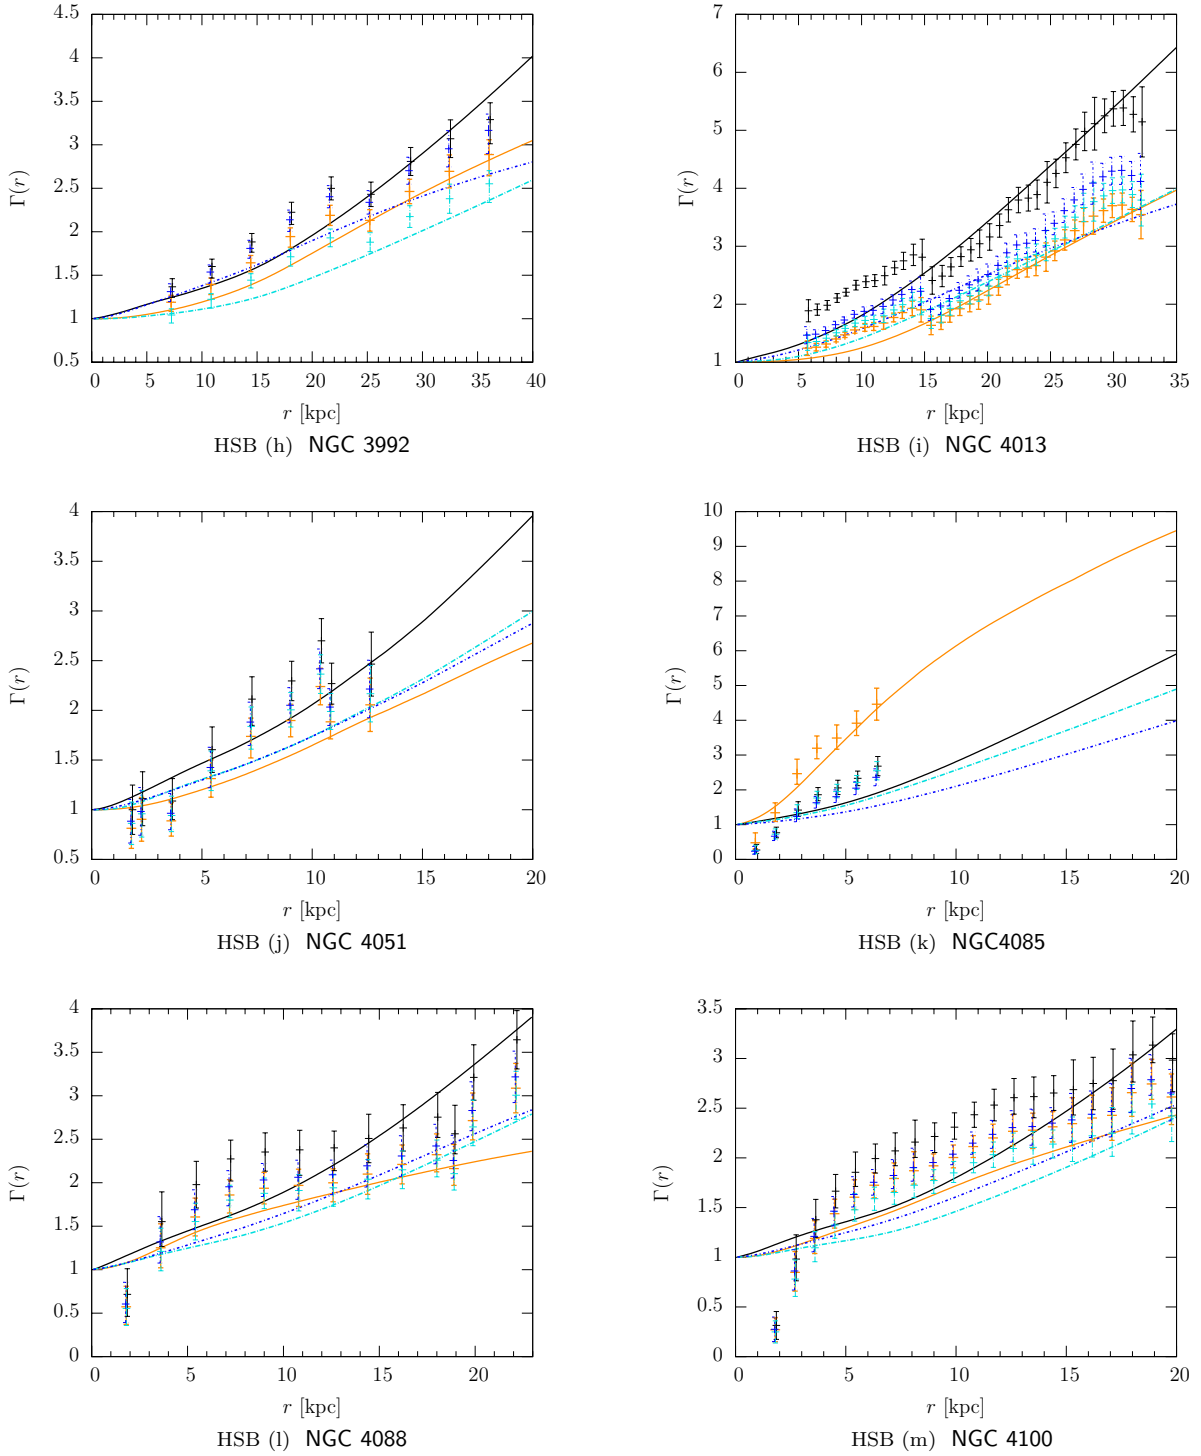 4.5
4
3.5
3
2.5
2
1.5
1
0.5
Γ(r)
0 5 10 15 20 25 30 35 40
r [kpc]
HSB (h) NGC 3992
7
6
5
4
3
2
1
Γ(r)
0 5 10 15 20 25 30 35
r [kpc]
HSB (i) NGC 4013
4
3.5
3
2.5
2
1.5
1
0.5
Γ(r)
0 5 10 15 20
r [kpc]
HSB (j) NGC 4051
10
9
8
7
6
5
4
3
2
1
0
Γ(r)
0 5 10 15 20
r [kpc]
HSB (k) NGC4085
4
3.5
3
2.5
2
1.5
1
0.5
0
Γ(r)
0 5 10 15 20
r [kpc]
HSB (l) NGC 4088
3.5
3
2.5
2
1.5
1
0.5
0
Γ(r)
0 5 10 15 20
r [kpc]
HSB (m) NGC 4100